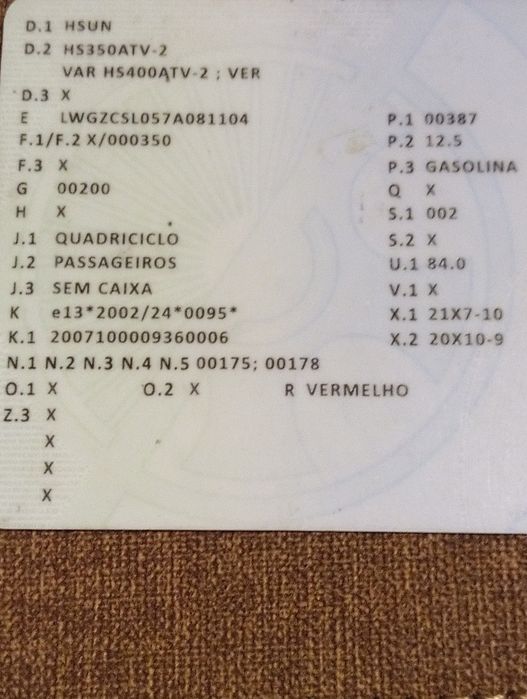 D.1 HSUN
D.2 HS350ATV-2
VAR HS400ATV-2 ; VER
D.3 X
E LWGZCSL057A081104 P.1 00387
F.1/F.2 X/000350 P.2 12.5
F.3 X P.3 GASOLINA
G 00200 Q X
H X S.1 002
J.1 QUADRICICLO S.2 X
J.2 PASSAGEIROS U.1 84.0
J.3 SEM CAIXA V.1 X
K e13*2002/24*0095* X.1 21X7-10
K.1 2007100009360006 X.2 20X10-9
N.1 N.2 N.3 N.4 N.5 00175; 00178
O.1 X O.2 X R VERMELHO
Z.3 X
X
X
X